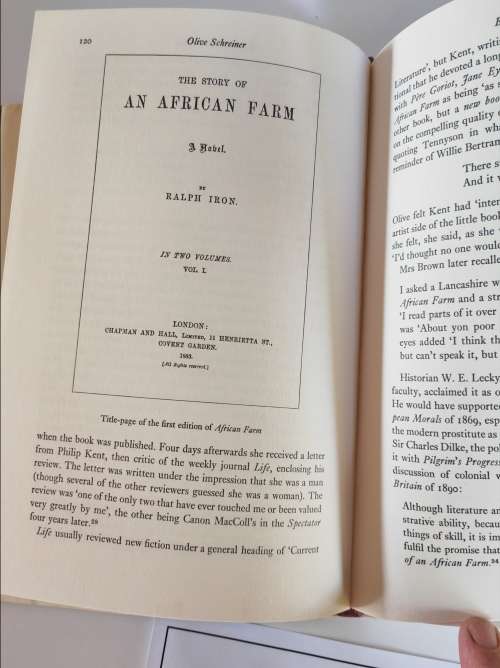 120
Olive Schreiner
THE STORY OF
AN AFRICAN FARM
A Novel.
BY
RALPH IRON.
IN TWO VOLUMES.
VOL. I.
LONDON:
CHAPMAN AND HALL, LIMITED, 11 HENRIETTA ST.,
COVENT GARDEN.
1883.
[All Rights reserved.]
Title-page of the first edition of African Farm
when the book was published. Four days afterwards she received a letter
from Philip Kent, then critic of the weekly journal Life, enclosing his
review. The letter was written under the impression that she was a man
(though several of the other reviewers guessed she was a woman). The
review was 'one of the only two that have ever touched me or been valued
very greatly by me', the other being Canon MacColl's in the Spectator
four years later.²⁸
Life usually reviewed new fiction under a general heading of 'Current
Literature', but Kent, writi
tional that he devoted a long
with Père Goriot, Jane Ey
African Farm as being 'as s
other book, but a new boo
on the compelling quality o
quoting Tennyson in wh
reminder of Willie Bertram
There s
And it w
Olive felt Kent had 'inten
artist side of the little boo
she felt, she said, as she
'I'd thought no one would
Mrs Brown later recalle
I asked a Lancashire w
African Farm and a str
'I read parts of it over
was 'About yon poor
eyes added 'I think th
but can't speak it, but
Historian W. E. Lecky
faculty, acclaimed it as o
He would have supported
pean Morals of 1869, esp
the modern prostitute as
Sir Charles Dilke, the pol
it with Pilgrim's Progress
discussion of colonial v
Britain of 1890:
Although literature an
strative ability, becau
things of skill, it is im
fulfil the promise that
of an African Farm.³⁴